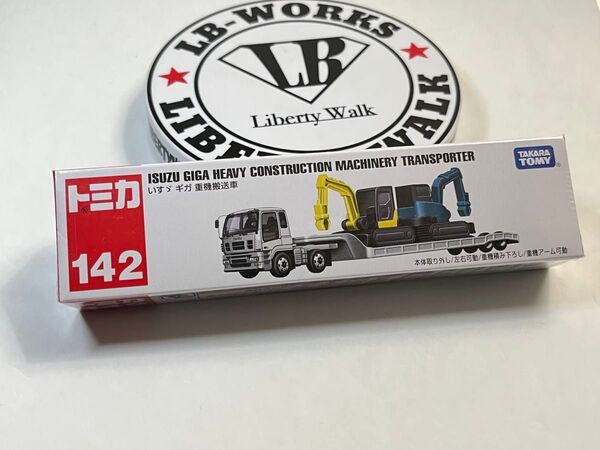 LB-WORKS
LB
Liberty Walk
ISUZU GIGA HEAVY CONSTRUCTION MACHINERY TRANSPORTER
いすゞ ギガ 重機搬送車
TAKARA
TOMY
トミカ
142
本体取り外し/左右可動/重機積み下ろし/重機アーム可動